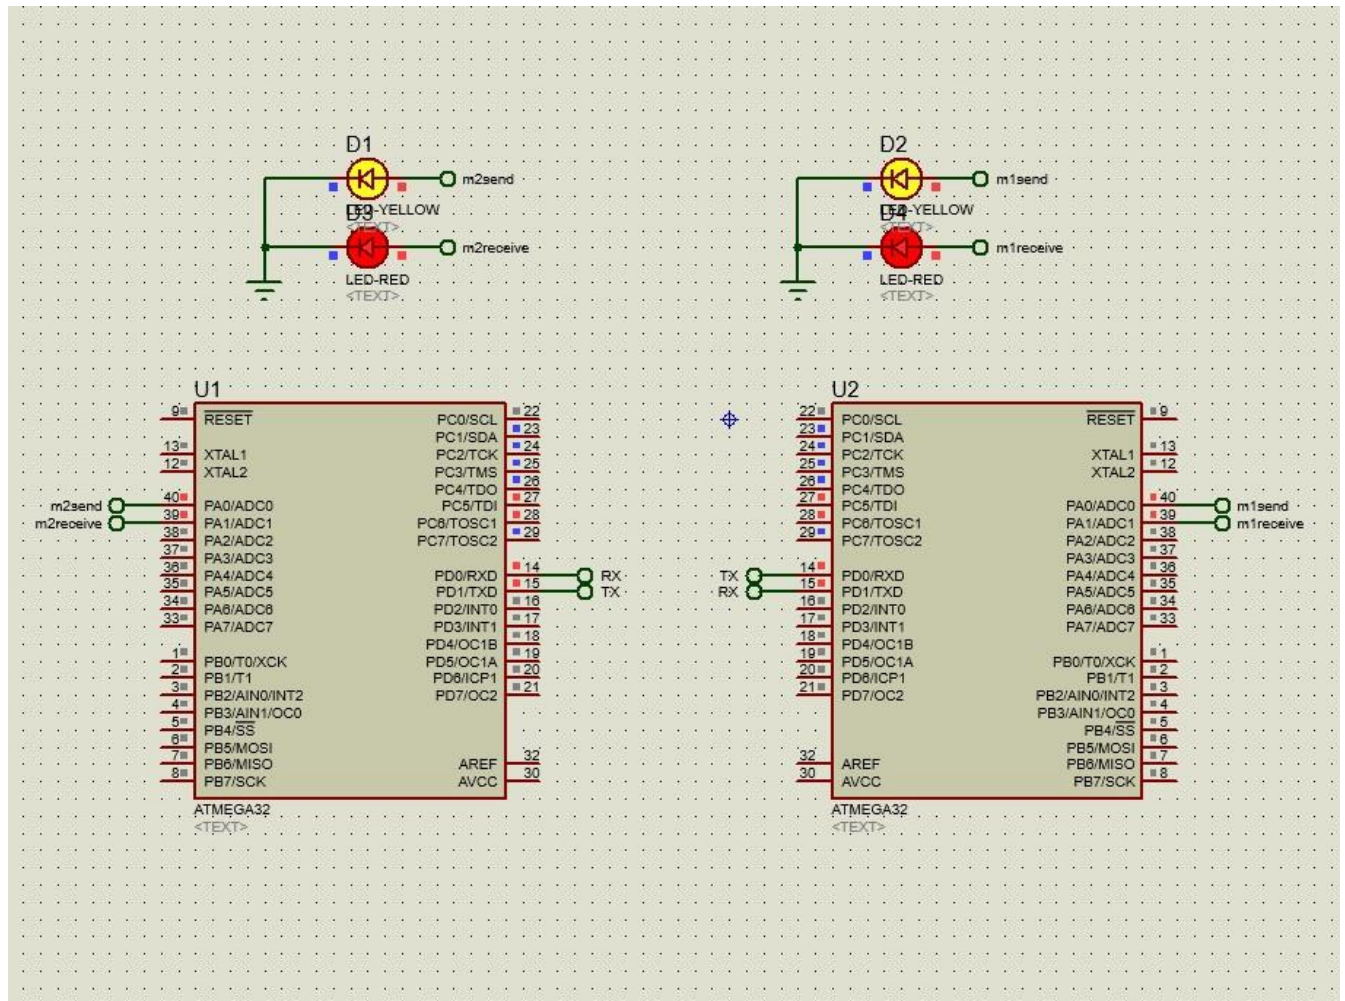 D1
m2send
LED-YELLOW
<TEXT>
D3
m2receive
LED-RED
<TEXT>
D2
m1send
LED-YELLOW
<TEXT>
D4
m1receive
LED-RED
<TEXT>
U1
9 RESET
13 XTAL1
12 XTAL2
m2send 40 PA0/ADC0
m2receive 39 PA1/ADC1
38 PA2/ADC2
37 PA3/ADC3
36 PA4/ADC4
35 PA5/ADC5
34 PA6/ADC6
33 PA7/ADC7
1 PB0/T0/XCK
2 PB1/T1
3 PB2/AIN0/INT2
4 PB3/AIN1/OC0
5 PB4/SS
6 PB5/MOSI
7 PB6/MISO
8 PB7/SCK
PC0/SCL 22
PC1/SDA 23
PC2/TCK 24
PC3/TMS 25
PC4/TDO 26
PC5/TDI 27
PC6/TOSC1 28
PC7/TOSC2 29
PD0/RXD 14 RX
PD1/TXD 15 TX
PD2/INT0 16
PD3/INT1 17
PD4/OC1B 18
PD5/OC1A 19
PD6/ICP1 20
PD7/OC2 21
AREF 32
AVCC 30
ATMEGA32
<TEXT>
U2
22 PC0/SCL
23 PC1/SDA
24 PC2/TCK
25 PC3/TMS
26 PC4/TDO
27 PC5/TDI
28 PC6/TOSC1
29 PC7/TOSC2
TX 14 PD0/RXD
RX 15 PD1/TXD
16 PD2/INT0
17 PD3/INT1
18 PD4/OC1B
19 PD5/OC1A
20 PD6/ICP1
21 PD7/OC2
32 AREF
30 AVCC
RESET 9
XTAL1 13
XTAL2 12
PA0/ADC0 40 m1send
PA1/ADC1 39 m1receive
PA2/ADC2 38
PA3/ADC3 37
PA4/ADC4 36
PA5/ADC5 35
PA6/ADC6 34
PA7/ADC7 33
PB0/T0/XCK 1
PB1/T1 2
PB2/AIN0/INT2 3
PB3/AIN1/OC0 4
PB4/SS 5
PB5/MOSI 6
PB6/MISO 7
PB7/SCK 8
ATMEGA32
<TEXT>